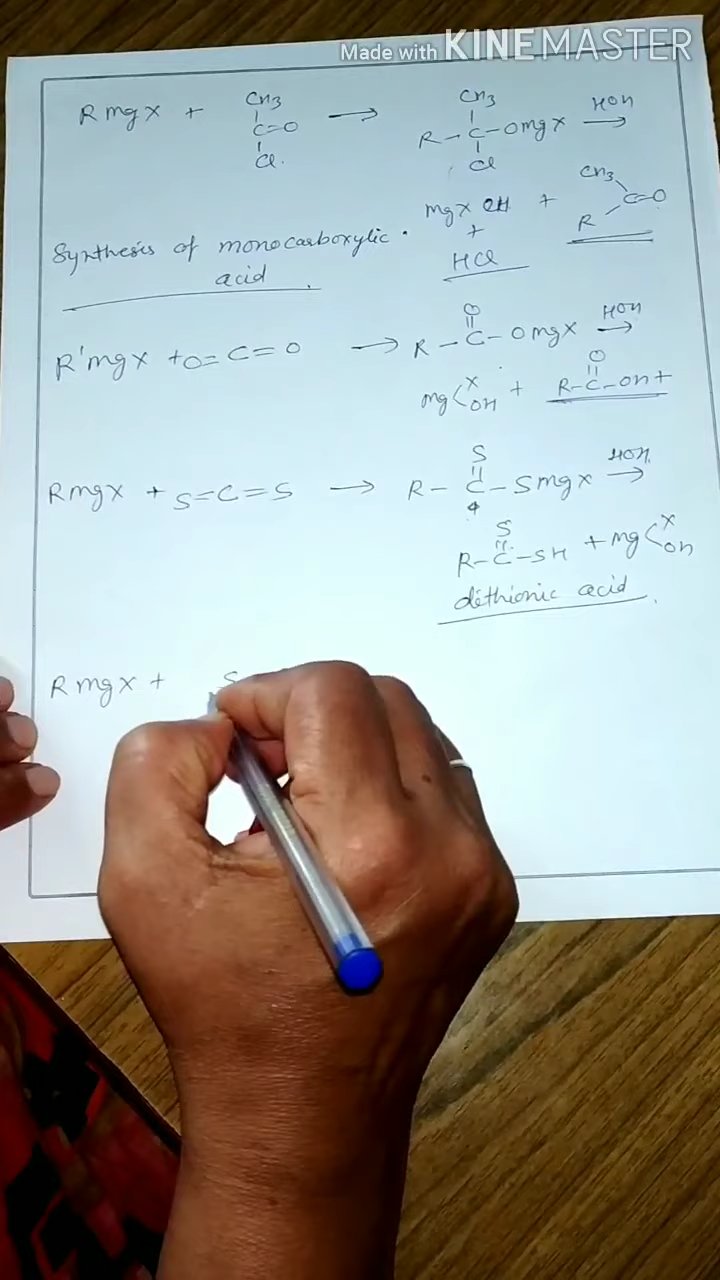 Made with KINEMASTER
CH3 CH3
Rmgx + C=O → R-C-Omgx HOH →
Cl. Cl
mgx OH + CH3 C=O
+ R
Synthesis of monocarboxylic. HCl
acid
O
R'mgx +O=C=O → R-C-Omgx HOH →
O
mg< X OH + R-C-OH+
S
Rmgx + S=C=S → R-C-Smgx HOH →
S
R-C-SH + mg< X OH
dithionic acid
Rmgx + S